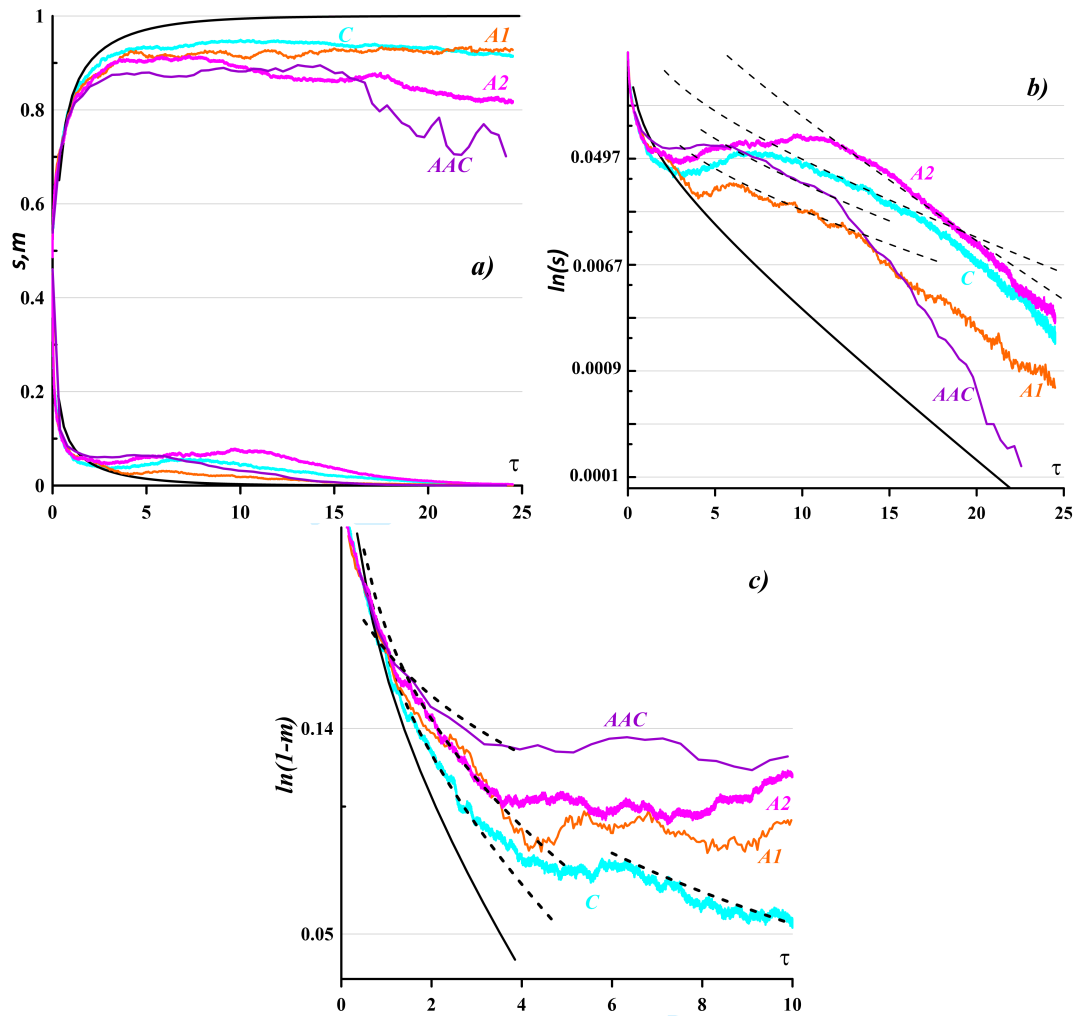 1
0.8
0.6
0.4
0.2
0
s,m
C
A1
A2
AAC
a)
τ
0 5 10 15 20 25
b)
0.0497
0.0067
0.0009
0.0001
ln(s)
A2
C
AAC
A1
τ
0 5 10 15 20 25
c)
0.14
0.05
ln(1-m)
AAC
A2
A1
C
τ
0 2 4 6 8 10